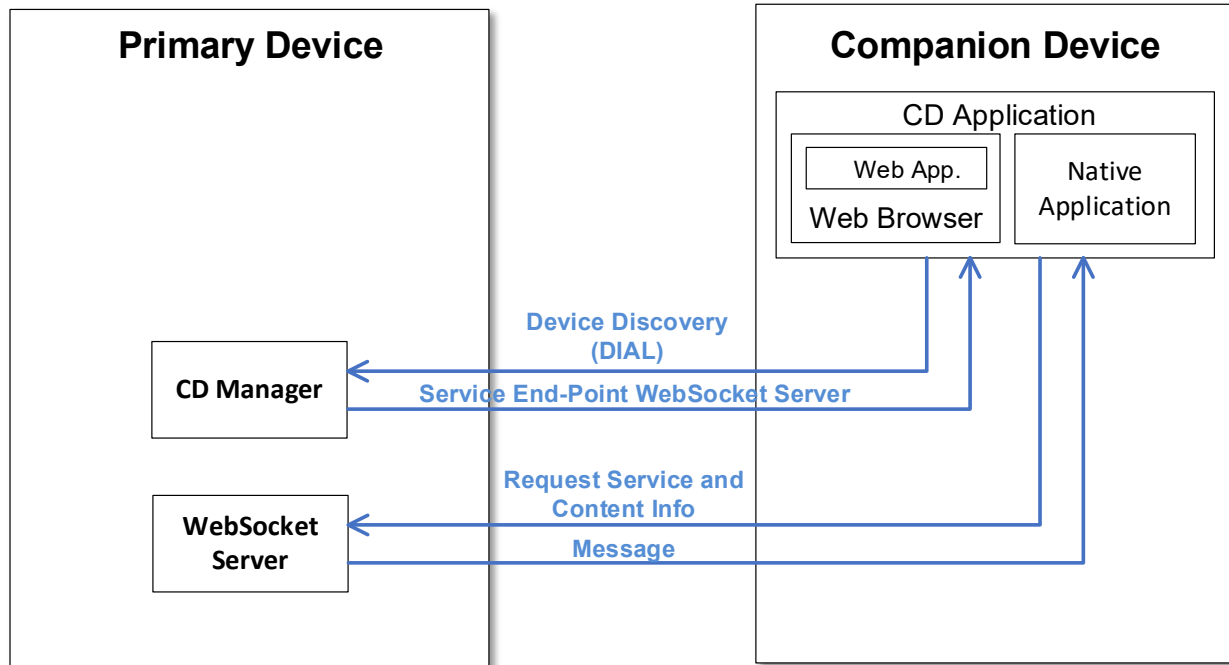 Primary Device
Companion Device
CD Application
Web App.
Web Browser
Native
Application
Device Discovery
(DIAL)
CD Manager
Service End-Point WebSocket Server
Request Service and
Content Info
WebSocket
Server
Message